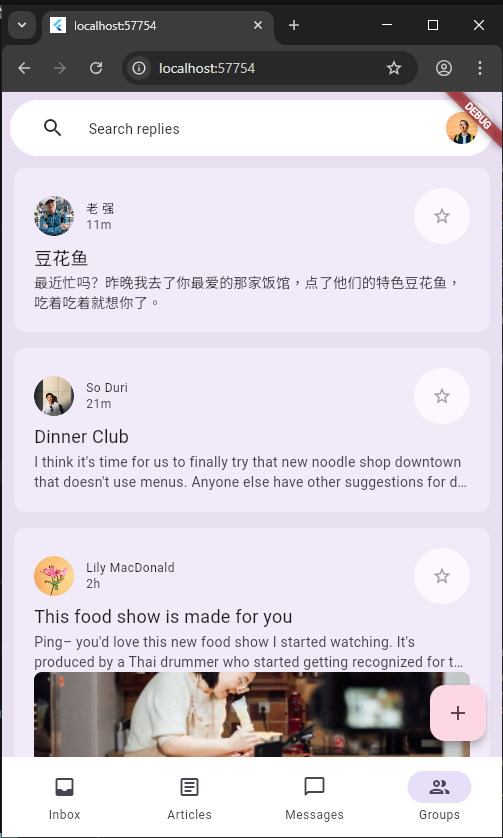 localhost:57754
localhost:57754
DEBUG
Search replies
老 强
11m
豆花鱼
最近忙吗？昨晚我去了你最爱的那家饭馆，点了他们的特色豆花鱼，
吃着吃着就想你了。
So Duri
21m
Dinner Club
I think it's time for us to finally try that new noodle shop downtown
that doesn't use menus. Anyone else have other suggestions for d…
Lily MacDonald
2h
This food show is made for you
Ping– you'd love this new food show I started watching. It's
produced by a Thai drummer who started getting recognized for t…
Inbox
Articles
Messages
Groups